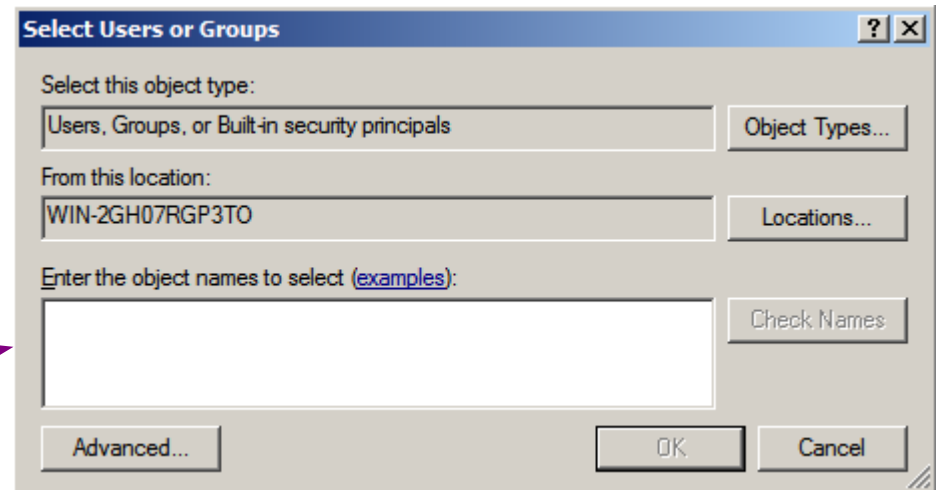 Select Users or Groups
Select this object type:
Users, Groups, or Built-in security principals
Object Types...
From this location:
WIN-2GH07RGP3TO
Locations...
Enter the object names to select (examples):
Check Names
Advanced...
OK
Cancel